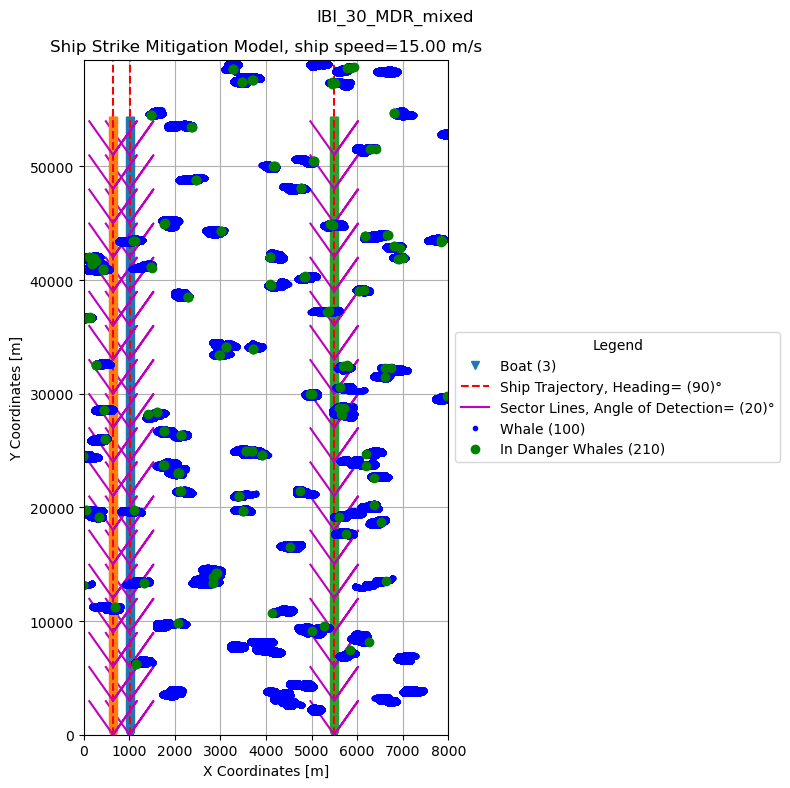 IBI_30_MDR_mixed
Ship Strike Mitigation Model, ship speed=15.00 m/s
Y Coordinates [m]
50000
40000
30000
20000
10000
0
0 1000 2000 3000 4000 5000 6000 7000 8000
X Coordinates [m]
Legend
Boat (3)
Ship Trajectory, Heading= (90)°
Sector Lines, Angle of Detection= (20)°
Whale (100)
In Danger Whales (210)